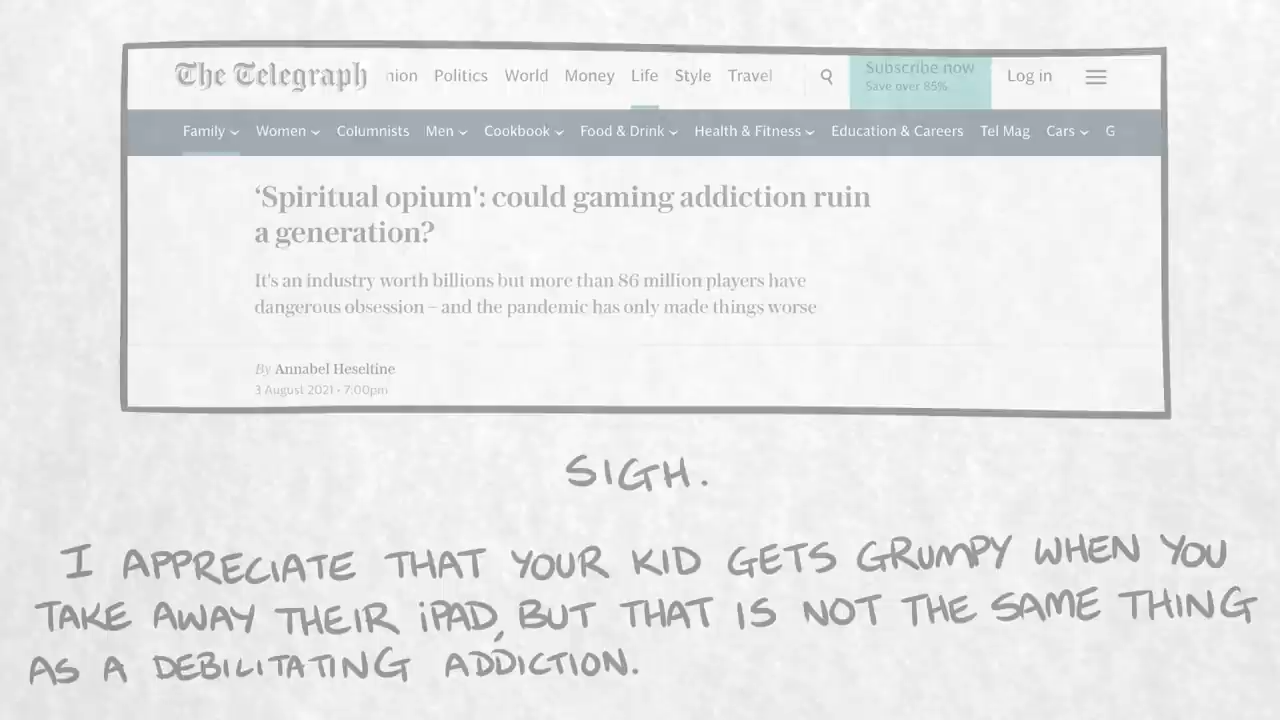 The Telegraph nion Politics World Money Life Style Travel Subscribe now Log in
Save over 85%
Family Women Columnists Men Cookbook Food & Drink Health & Fitness Education & Careers Tel Mag Cars G
‘Spiritual opium': could gaming addiction ruin
a generation?
It's an industry worth billions but more than 86 million players have
dangerous obsession – and the pandemic has only made things worse
By Annabel Heseltine
3 August 2021 • 7:00pm
SIGH.
I APPRECIATE THAT YOUR KID GETS GRUMPY WHEN YOU
TAKE AWAY THEIR iPAD, BUT THAT IS NOT THE SAME THING
AS A DEBILITATING ADDICTION.